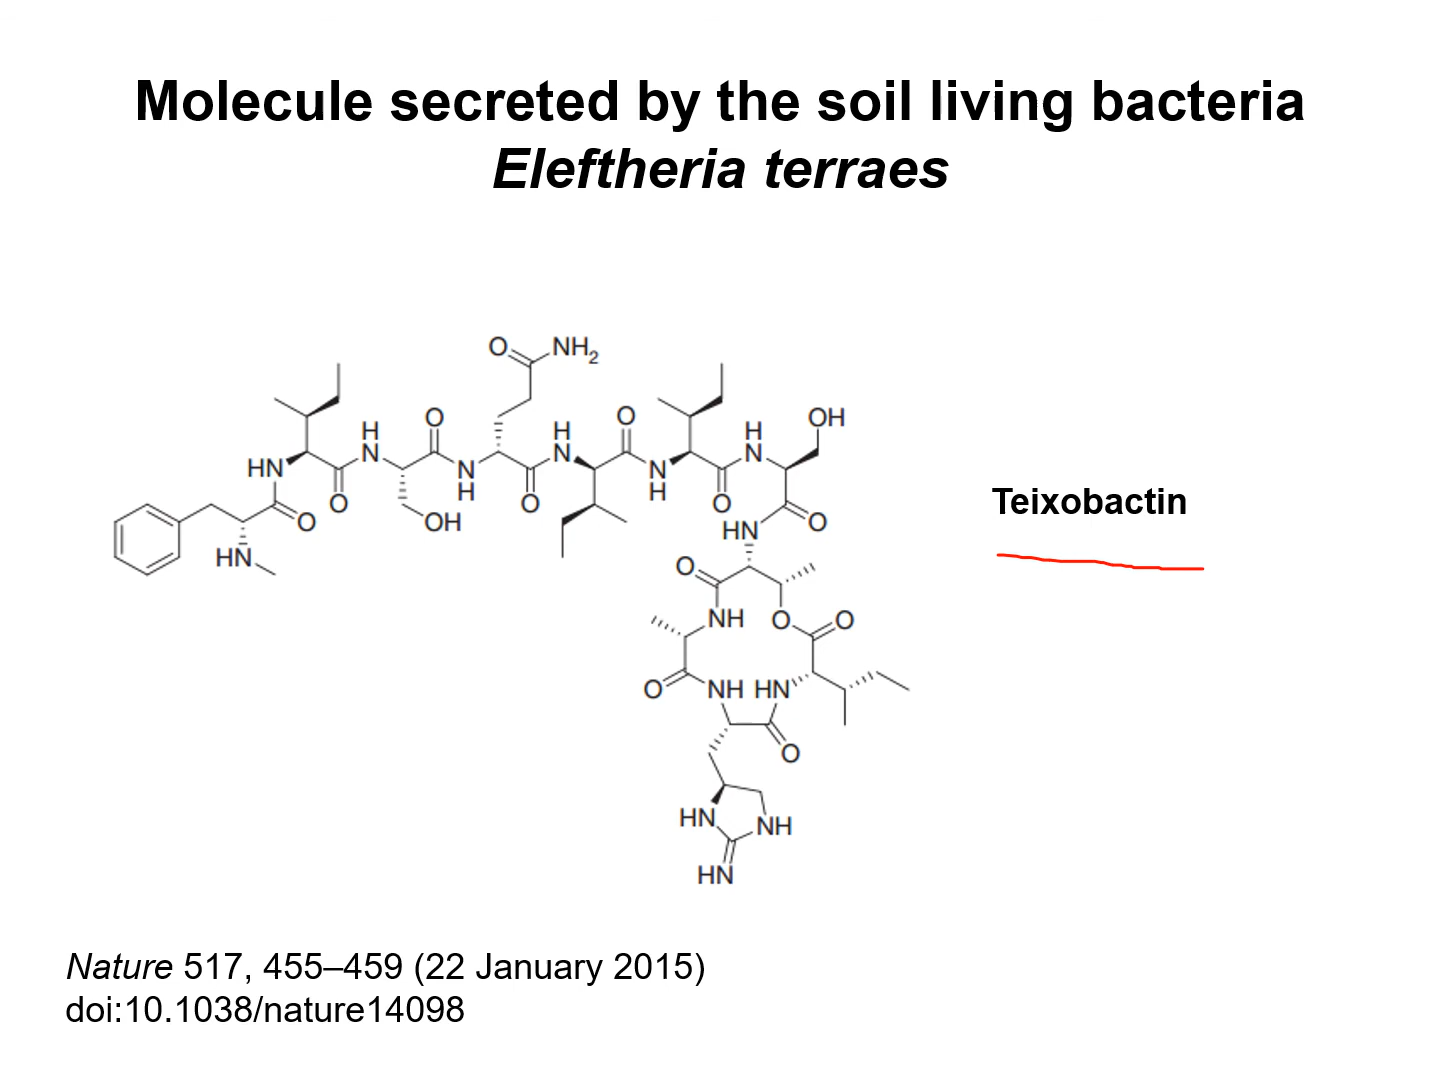 Molecule secreted by the soil living bacteria
Eleftheria terraes
O NH2
H O H O H OH
HN N N N
N O N O N O
H H H
O OH HN O
HN
O
NH O O
O NH HN
O
HN NH
HN
Teixobactin
Nature 517, 455–459 (22 January 2015)
doi:10.1038/nature14098